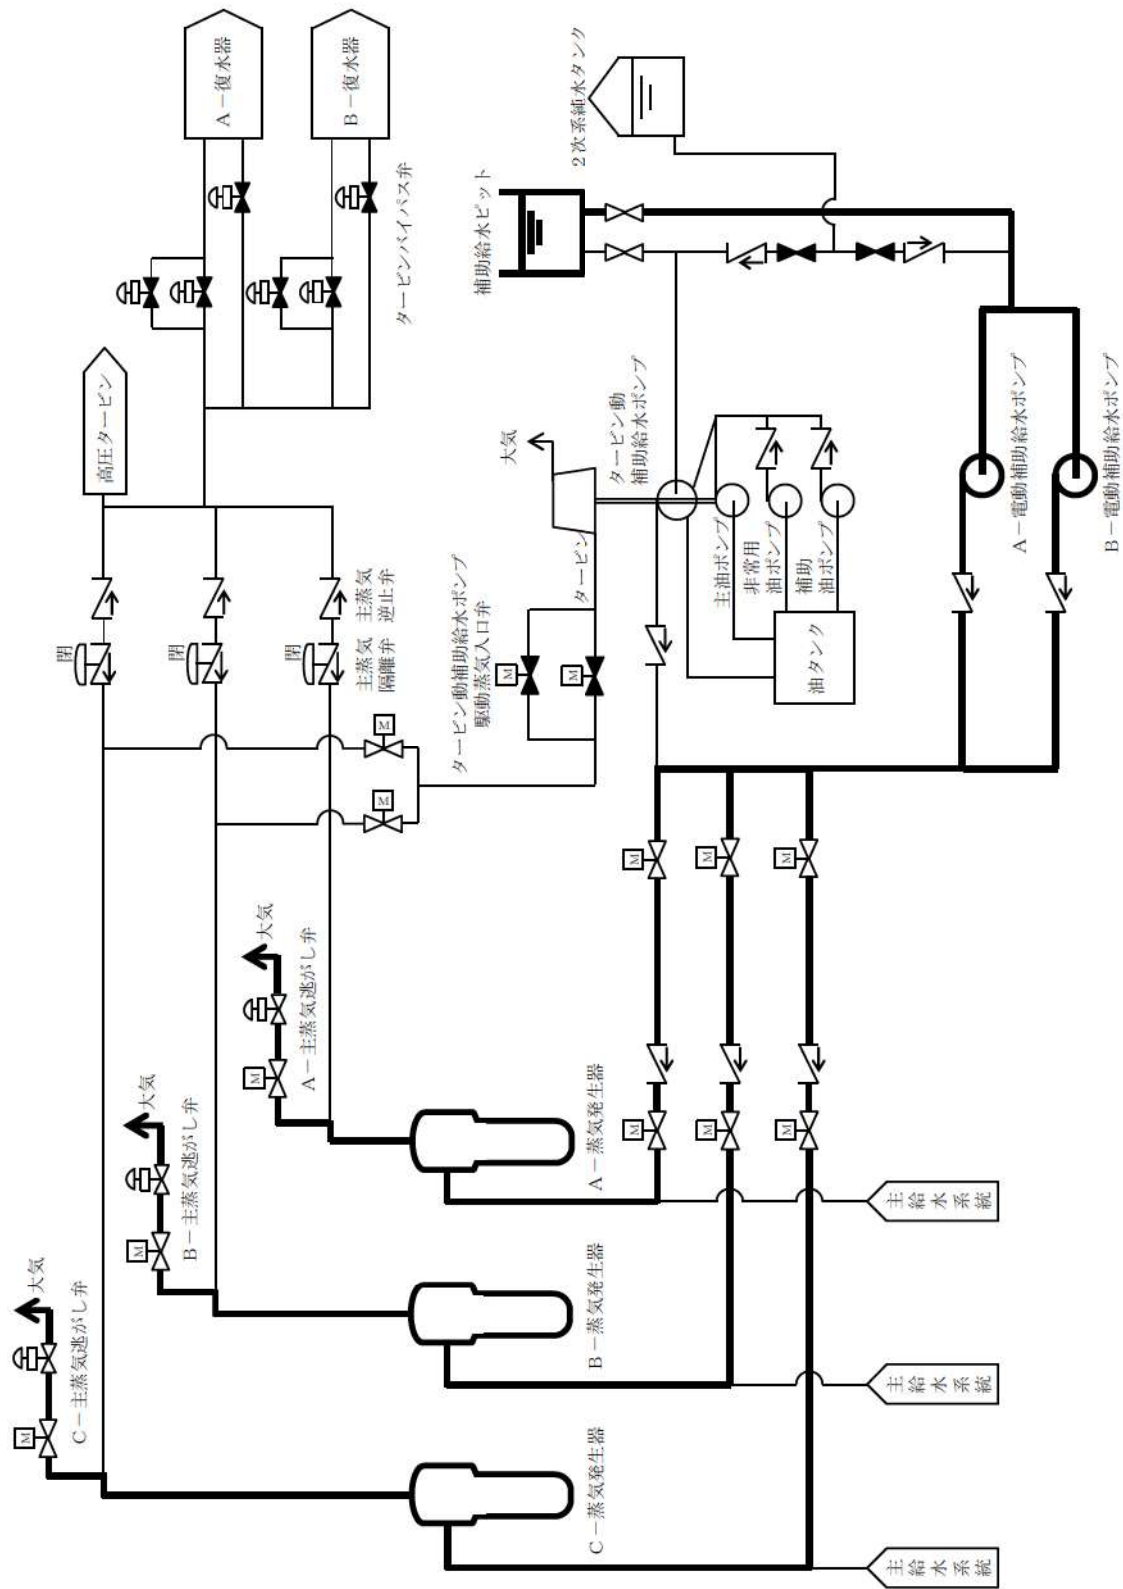 C－主蒸気逃がし弁
大気
M
B－主蒸気逃がし弁
大気
M
A－主蒸気逃がし弁
大気
M
閉
閉
閉
主蒸気
隔離弁
主蒸気
逆止弁
高圧タービン
A－復水器
B－復水器
タービンバイパス弁
M
M
タービン動補助給水ポンプ
駆動蒸気入口弁
M
M
タービン
大気
タービン動
補助給水ポンプ
補助給水ピット
2次系純水タンク
主油ポンプ
非常用
油ポンプ
補助
油ポンプ
油タンク
C－蒸気発生器
B－蒸気発生器
A－蒸気発生器
M
M
M
M
M
M
A－電動補助給水ポンプ
B－電動補助給水ポンプ
主給水系統
主給水系統
主給水系統